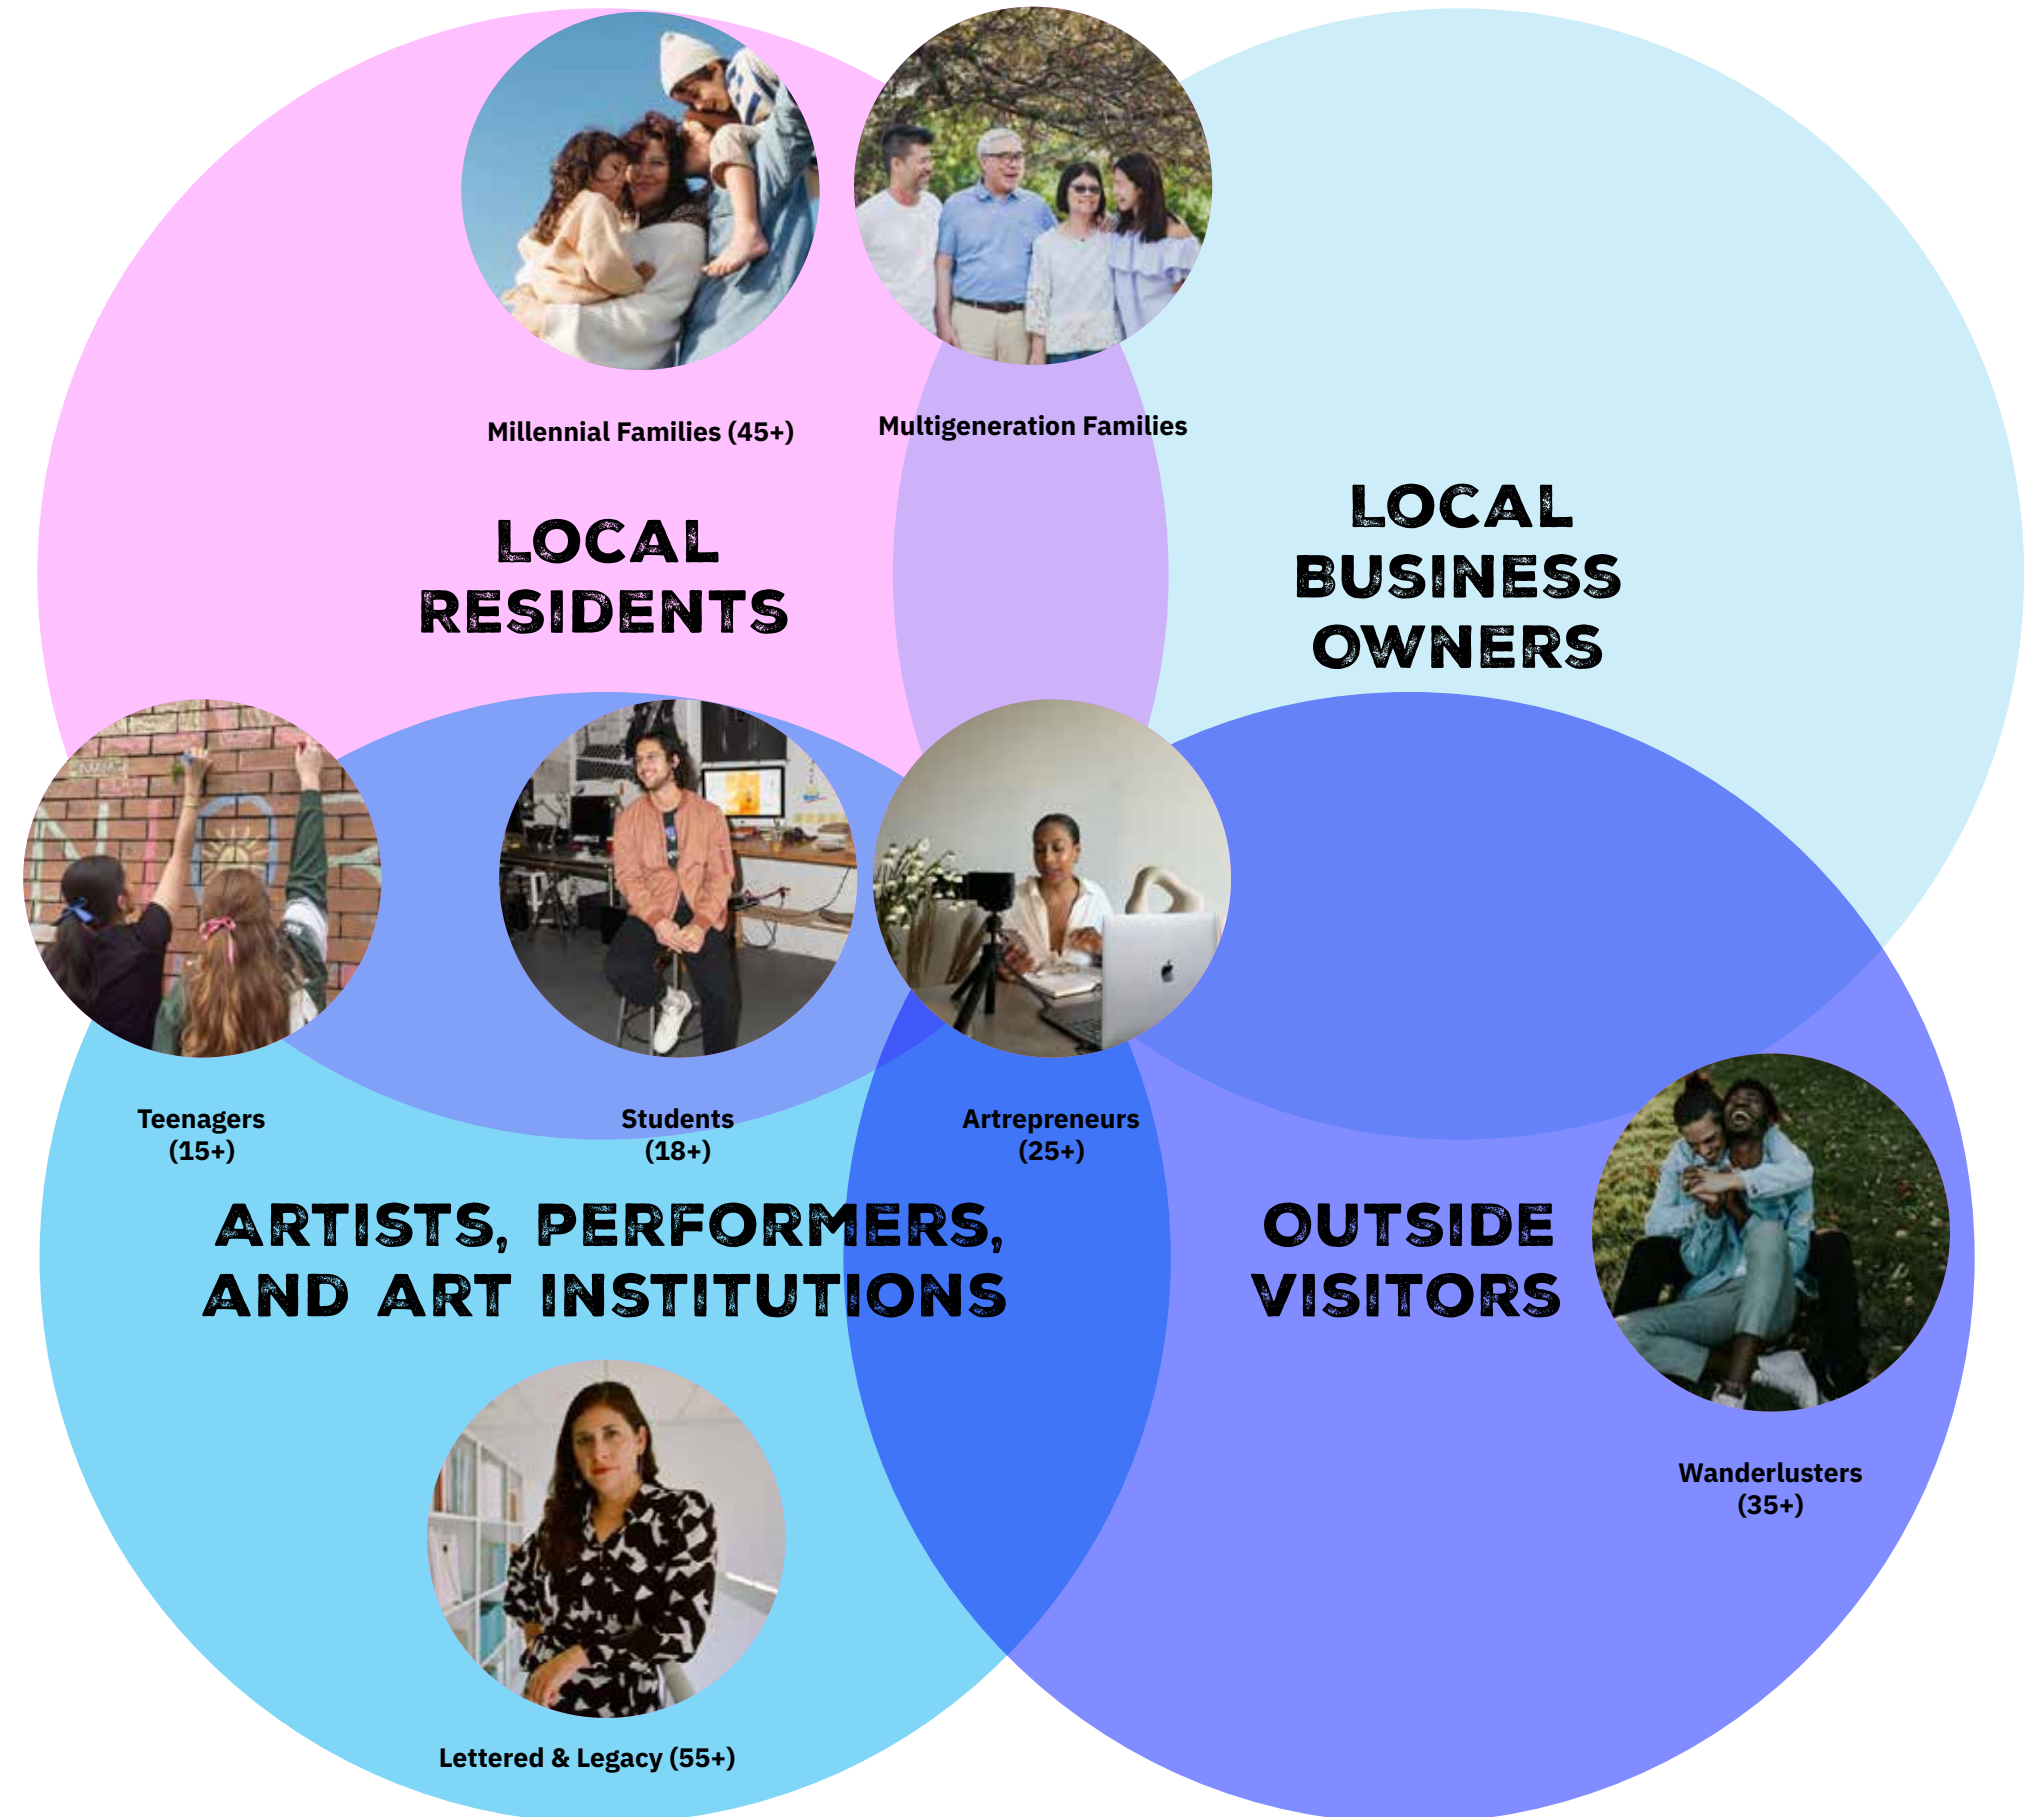 Millennial Families (45+)
Multigeneration Families
LOCAL
RESIDENTS
LOCAL
BUSINESS
OWNERS
Teenagers
(15+)
Students
(18+)
Artrepreneurs
(25+)
ARTISTS, PERFORMERS,
AND ART INSTITUTIONS
OUTSIDE
VISITORS
Wanderlusters
(35+)
Lettered & Legacy (55+)